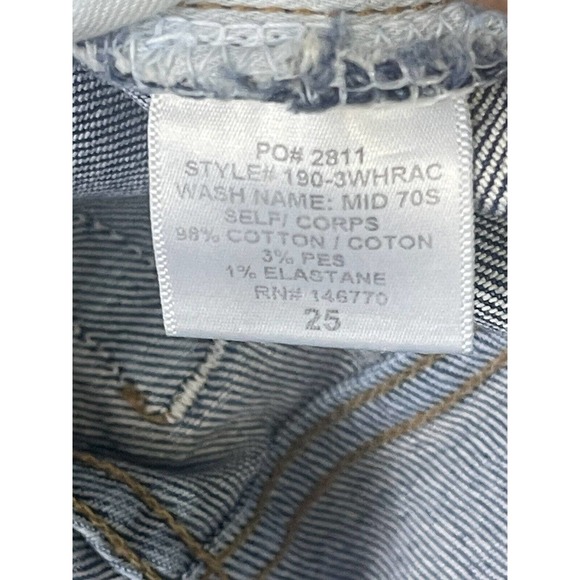 PO# 2811
STYLE# 190-3WHRAC
WASH NAME: MID 70S
SELF/ CORPS
96% COTTON / COTON
3% PES
1% ELASTANE
RN# 146770
25